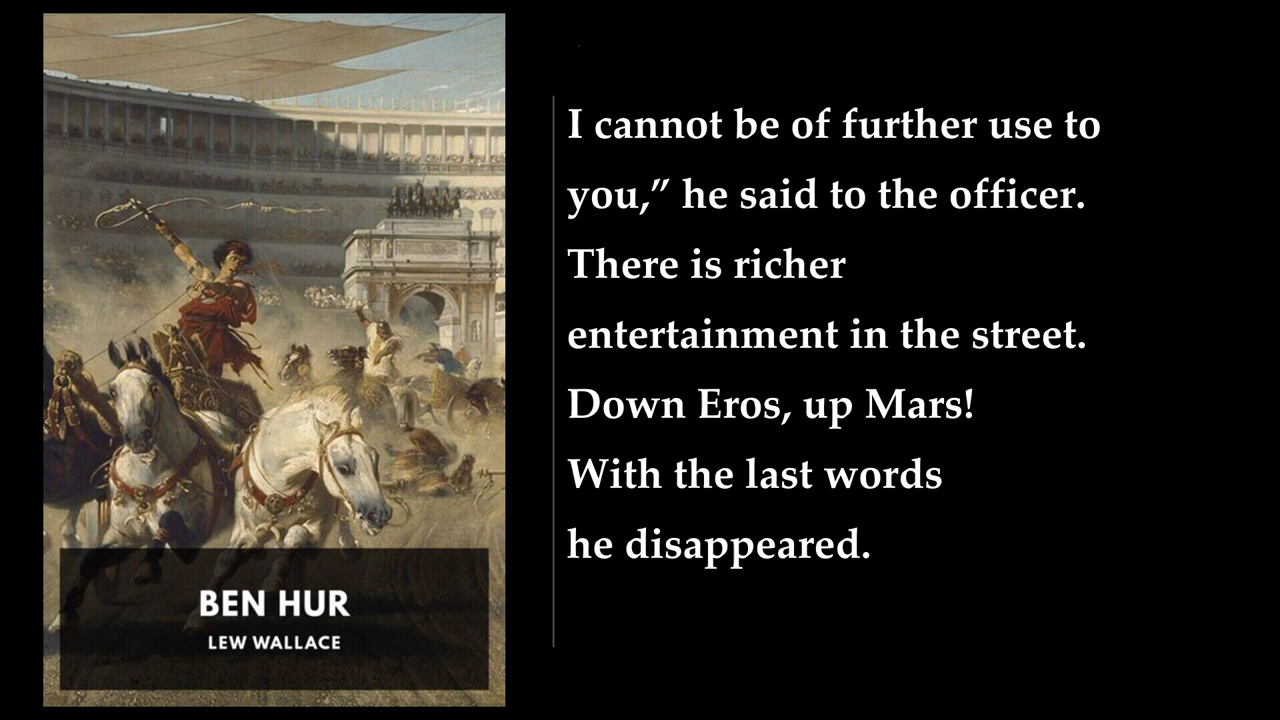 I cannot be of further use to
you,” he said to the officer.
There is richer
entertainment in the street.
Down Eros, up Mars!
With the last words
he disappeared.
BEN HUR
LEW WALLACE